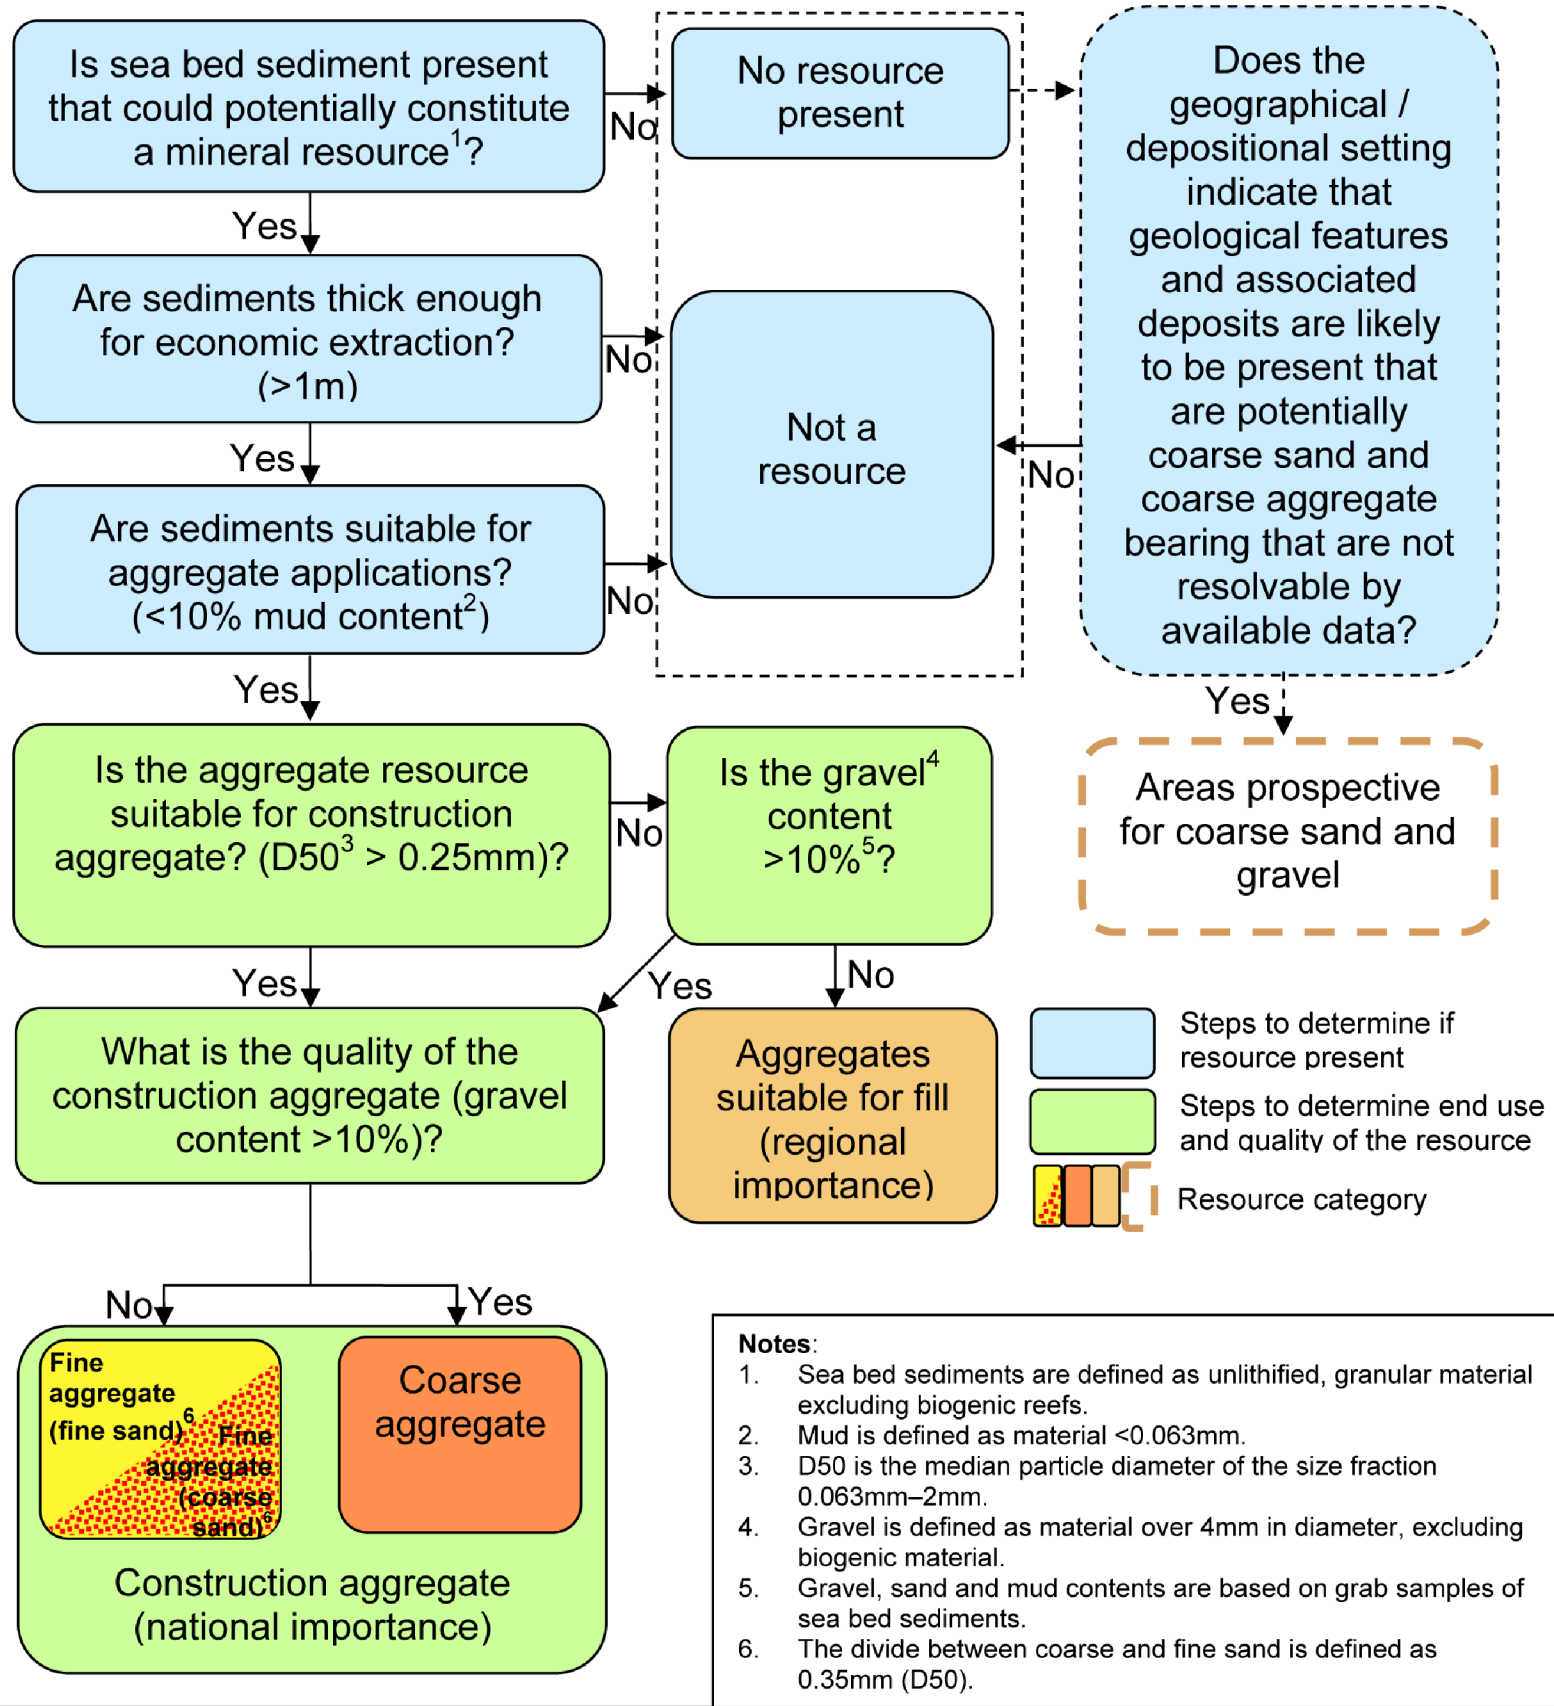 Is sea bed sediment present
that could potentially constitute
a mineral resource1?
No
No resource
present
Does the
geographical /
depositional setting
indicate that
geological features
and associated
deposits are likely
to be present that
are potentially
coarse sand and
coarse aggregate
bearing that are not
resolvable by
available data?
Yes
Are sediments thick enough
for economic extraction?
(>1m)
No
Not a
resource
No
Yes
Are sediments suitable for
aggregate applications?
(<10% mud content2)
No
Yes
Yes
Is the aggregate resource
suitable for construction
aggregate? (D503 > 0.25mm)?
No
Is the gravel4
content
>10%5?
Areas prospective
for coarse sand and
gravel
Yes
Yes
No
What is the quality of the
construction aggregate (gravel
content >10%)?
Aggregates
suitable for fill
(regional
importance)
Steps to determine if
resource present
Steps to determine end use
and quality of the resource
Resource category
No
Yes
Fine
aggregate
(fine sand)6
Fine
aggregate
(coarse
sand)6
Coarse
aggregate
Construction aggregate
(national importance)
Notes:
1. Sea bed sediments are defined as unlithified, granular material
excluding biogenic reefs.
2. Mud is defined as material <0.063mm.
3. D50 is the median particle diameter of the size fraction
0.063mm–2mm.
4. Gravel is defined as material over 4mm in diameter, excluding
biogenic material.
5. Gravel, sand and mud contents are based on grab samples of
sea bed sediments.
6. The divide between coarse and fine sand is defined as
0.35mm (D50).